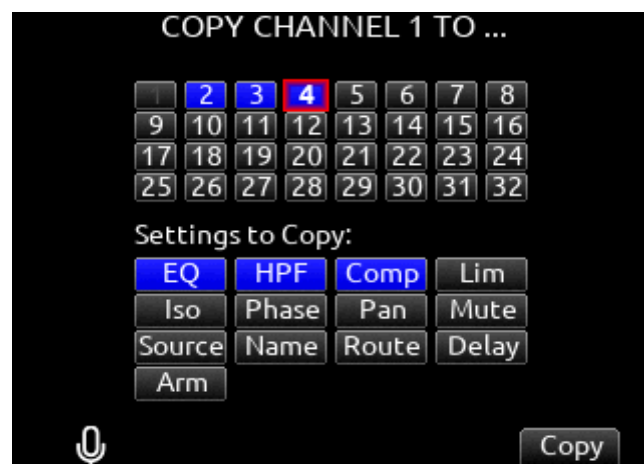 COPY CHANNEL 1 TO ...
1 2 3 4 5 6 7 8
9 10 11 12 13 14 15 16
17 18 19 20 21 22 23 24
25 26 27 28 29 30 31 32
Settings to Copy:
EQ HPF Comp Lim
Iso Phase Pan Mute
Source Name Route Delay
Arm
Copy